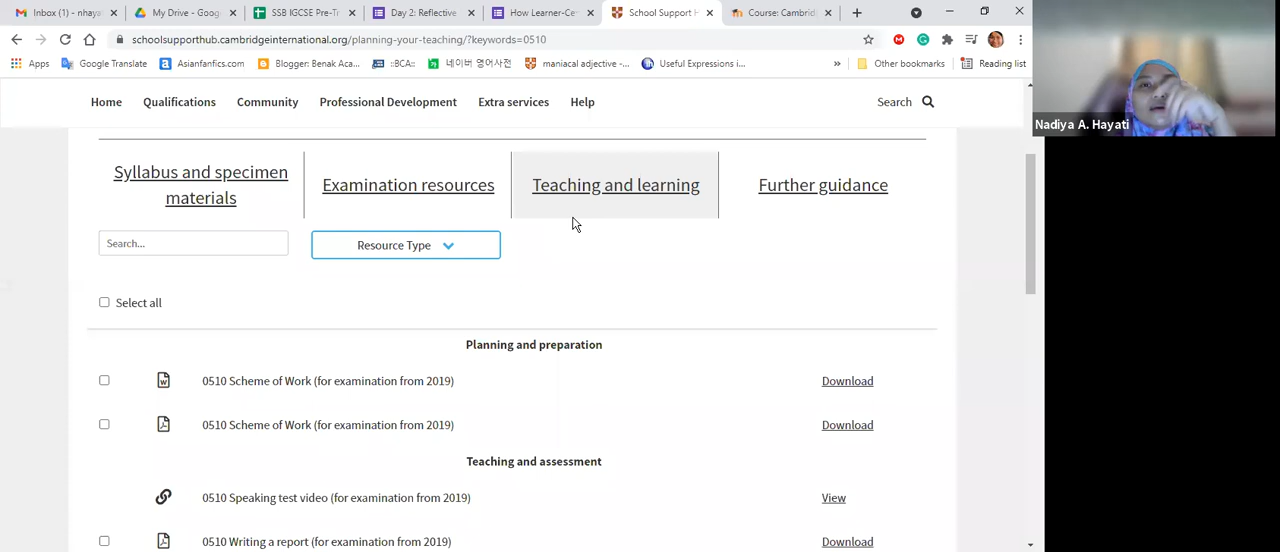 Inbox (1) - nhaya
My Drive - Goog
SSB IGCSE Pre-Tr
Day 2: Reflective
How Learner-Ce
School Support H
Course: Cambrid
schoolsupporthub.cambridgeinternational.org/planning-your-teaching/?keywords=0510
Apps
Google Translate
Asianfanfics.com
Blogger: Benak Aca...
::BCA::
네이버 영어사전
maniacal adjective -...
Useful Expressions i...
»
Other bookmarks
Reading list
Home
Qualifications
Community
Professional Development
Extra services
Help
Search
Nadiya A. Hayati
Syllabus and specimen
materials
Examination resources
Teaching and learning
Further guidance
Search...
Resource Type
Select all
Planning and preparation
0510 Scheme of Work (for examination from 2019)
Download
0510 Scheme of Work (for examination from 2019)
Download
Teaching and assessment
0510 Speaking test video (for examination from 2019)
View
0510 Writing a report (for examination from 2019)
Download